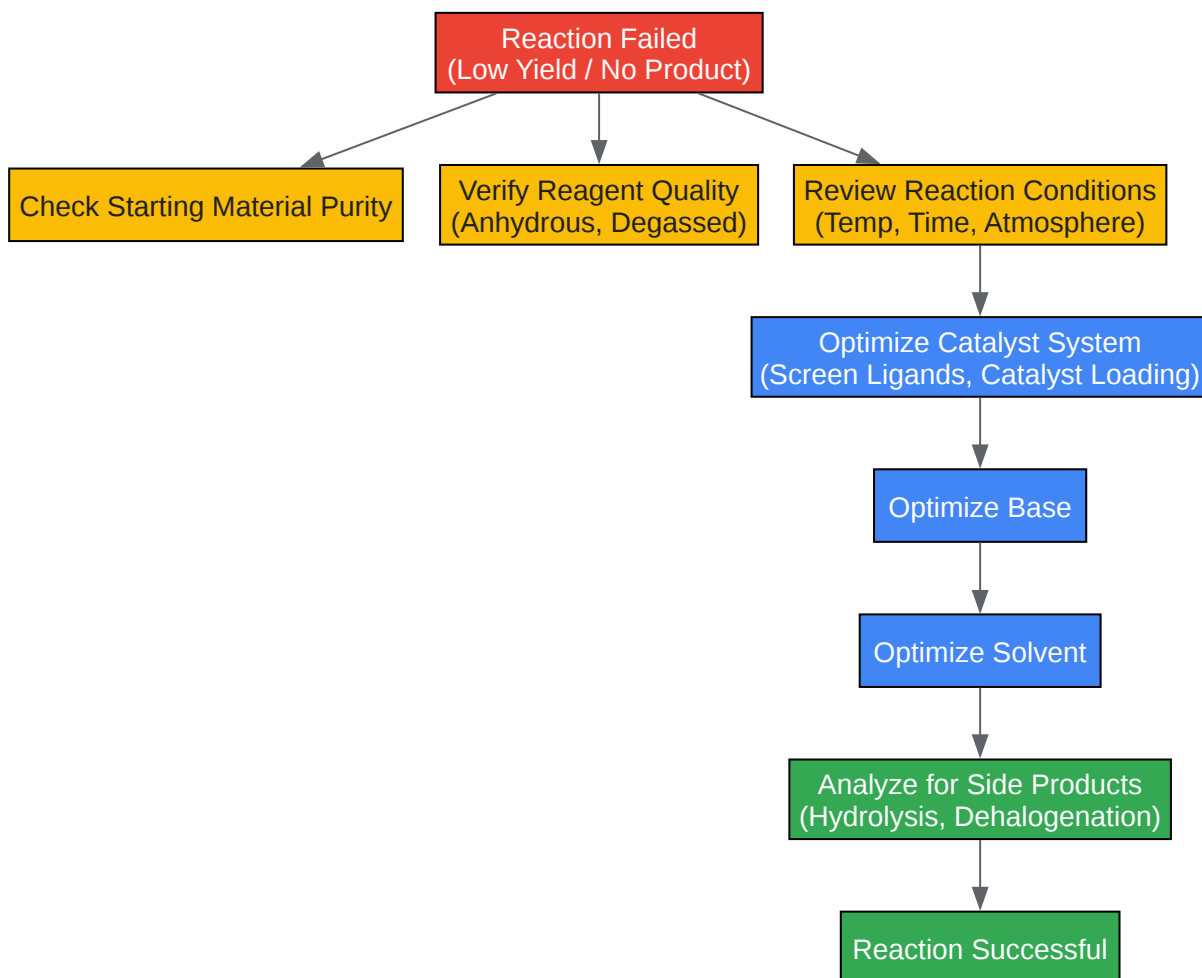 Reaction Failed
(Low Yield / No Product)
Check Starting Material Purity
Verify Reagent Quality
(Anhydrous, Degassed)
Review Reaction Conditions
(Temp, Time, Atmosphere)
Optimize Catalyst System
(Screen Ligands, Catalyst Loading)
Optimize Base
Optimize Solvent
Analyze for Side Products
(Hydrolysis, Dehalogenation)
Reaction Successful